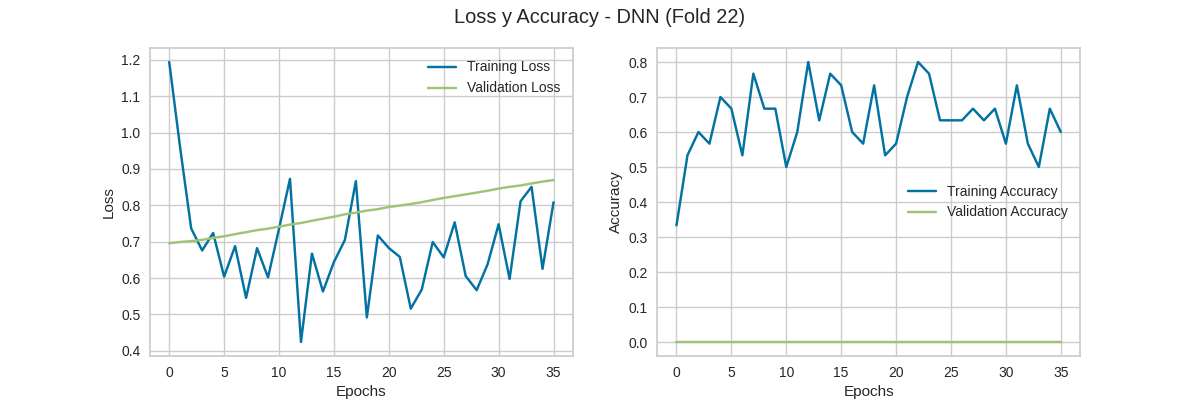 Loss y Accuracy - DNN (Fold 22)
1.2
1.1
1.0
0.9
0.8
0.7
0.6
0.5
0.4
Loss
Training Loss
Validation Loss
0 5 10 15 20 25 30 35
Epochs
0.8
0.7
0.6
0.5
0.4
0.3
0.2
0.1
0.0
Accuracy
Training Accuracy
Validation Accuracy
0 5 10 15 20 25 30 35
Epochs